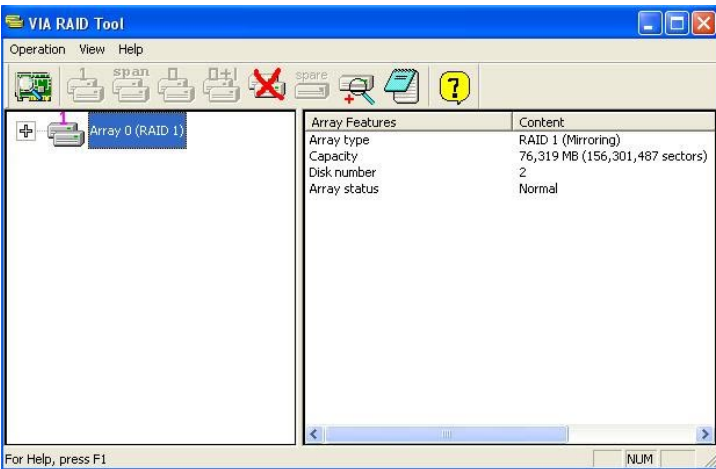 VIA RAID Tool
Operation View Help
1 span spare ?
Array 0 (RAID 1)
1
Array Features Content
Array type RAID 1 (Mirroring)
Capacity 76,319 MB (156,301,487 sectors)
Disk number 2
Array status Normal
For Help, press F1 NUM